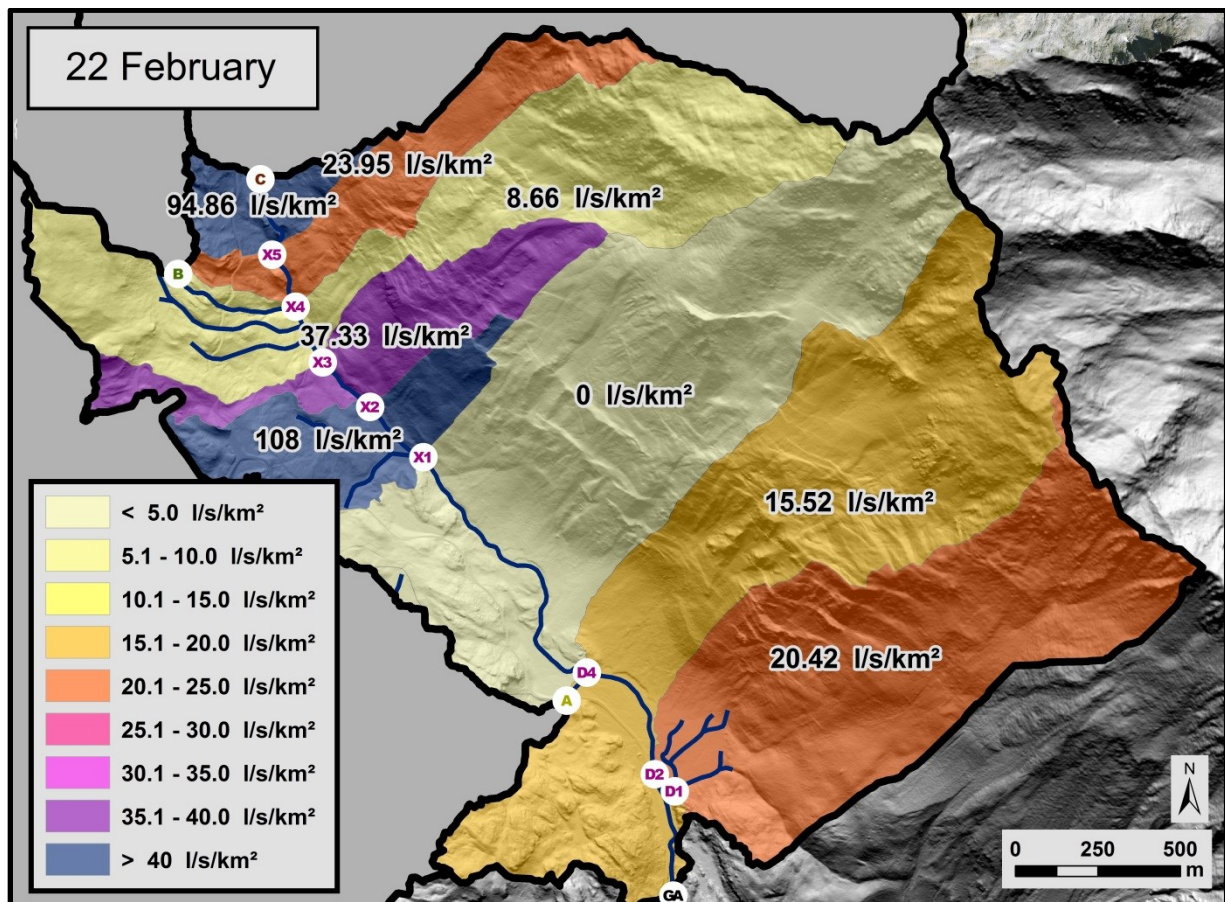 22 February
C
23.95 l/s/km²
94.86 l/s/km²
8.66 l/s/km²
X5
B
X4
37.33 l/s/km²
X3
0 l/s/km²
X2
108 l/s/km²
X1
15.52 l/s/km²
20.42 l/s/km²
D4
A
D2
D1
GA
< 5.0 l/s/km²
5.1 - 10.0 l/s/km²
10.1 - 15.0 l/s/km²
15.1 - 20.0 l/s/km²
20.1 - 25.0 l/s/km²
25.1 - 30.0 l/s/km²
30.1 - 35.0 l/s/km²
35.1 - 40.0 l/s/km²
> 40 l/s/km²
N
0 250 500
m